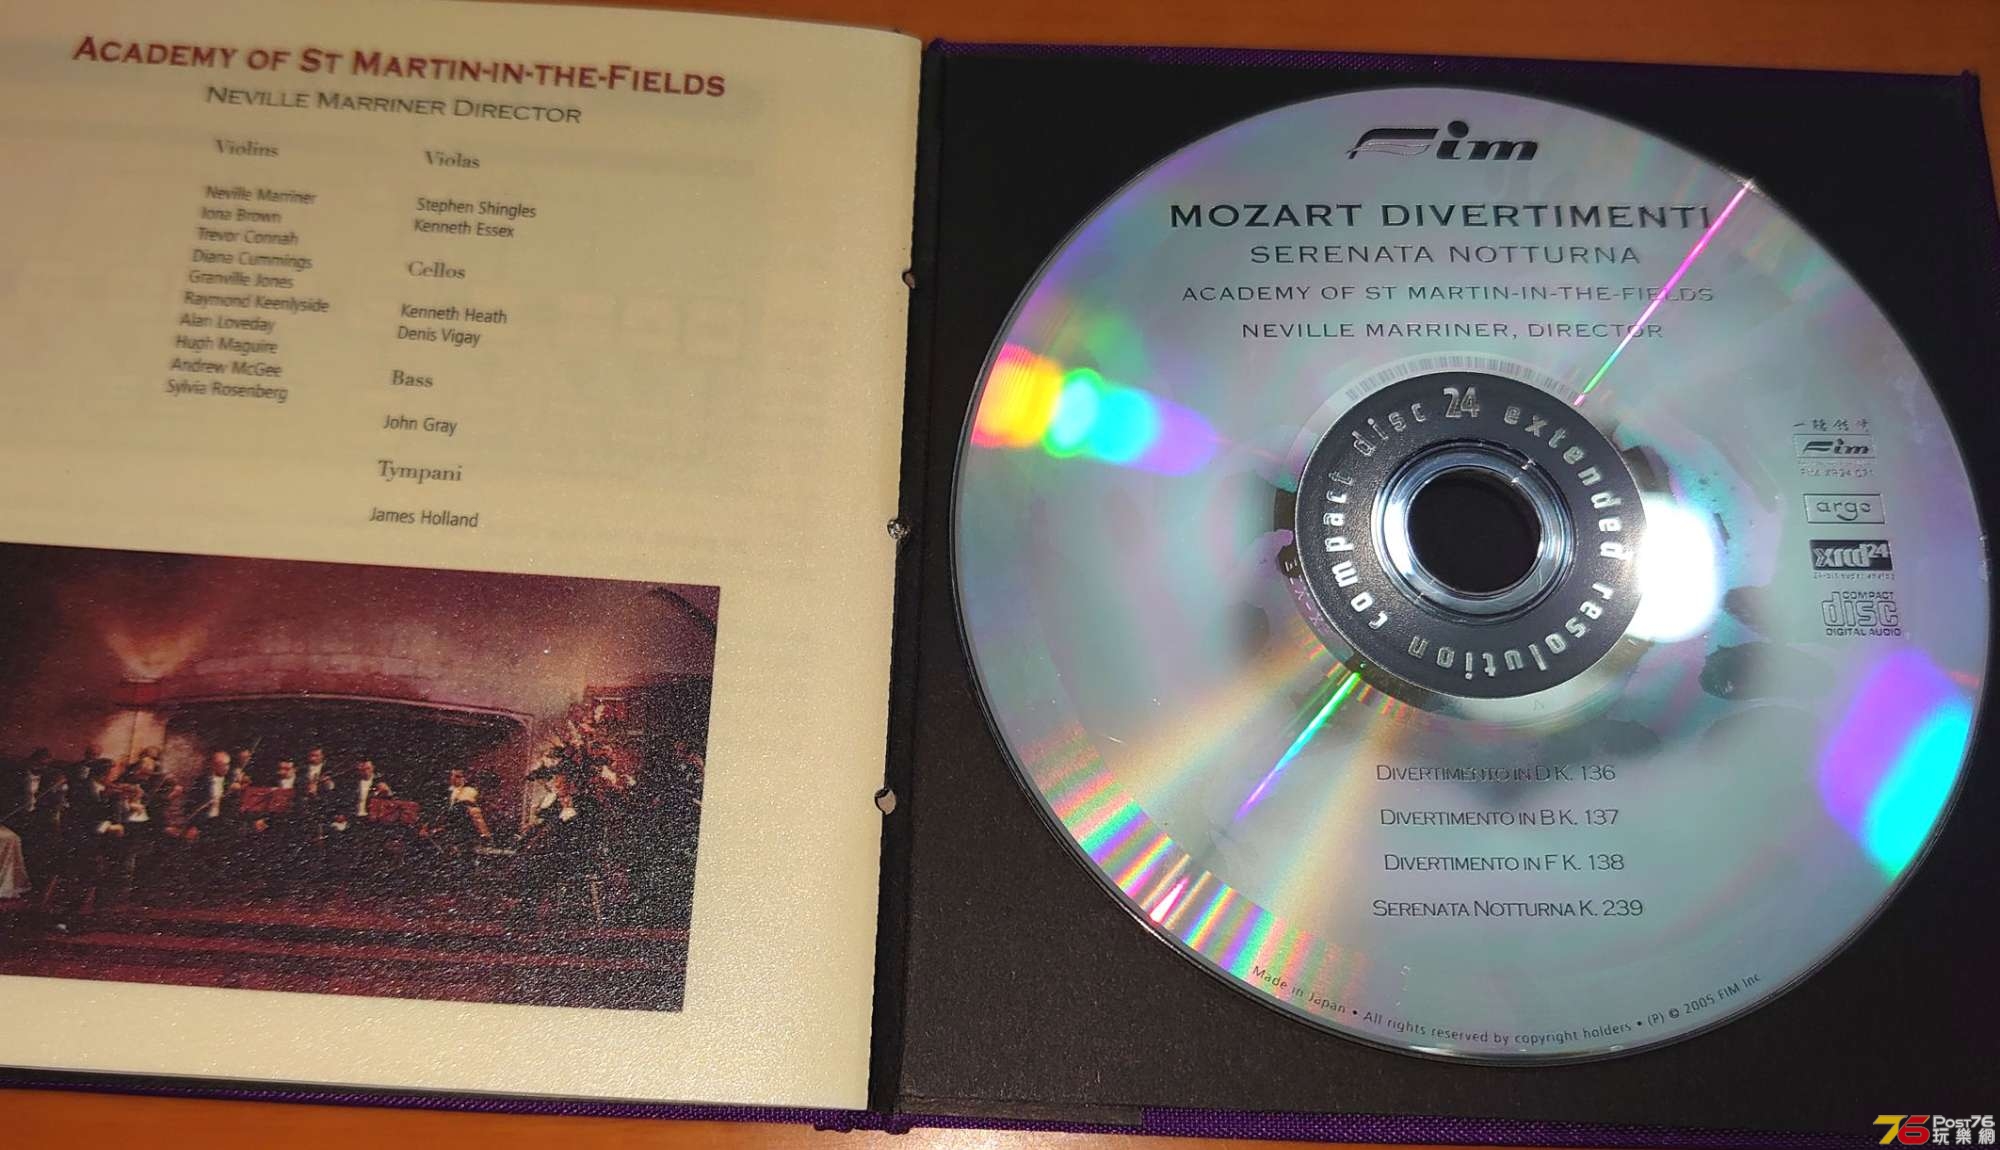 ACADEMY OF ST MARTIN-IN-THE-FIELDS
NEVILLE MARRINER DIRECTOR
Violins
Neville Marriner
Iona Brown
Trevor Connah
Diana Cummings
Granville Jones
Raymond Keenlyside
Alan Loveday
Hugh Maguire
Andrew McGee
Sylvia Rosenberg
Violas
Stephen Shingles
Kenneth Essex
Cellos
Kenneth Heath
Denis Vigay
Bass
John Gray
Tympani
James Holland
Fim
MOZART DIVERTIMENTI
SERENATA NOTTURNA
ACADEMY OF ST MARTIN-IN-THE-FIELDS
NEVILLE MARRINER, DIRECTOR
compact disc 24 extended resolution
Fim
argo
xrcd24
COMPACT
disc
DIGITAL AUDIO
DIVERTIMENTO IN D K. 136
DIVERTIMENTO IN B K. 137
DIVERTIMENTO IN F K. 138
SERENATA NOTTURNA K. 239
Made in Japan • All rights reserved by copyright holders • (P) © 2005 FIM Inc
76 POST76
玩樂網